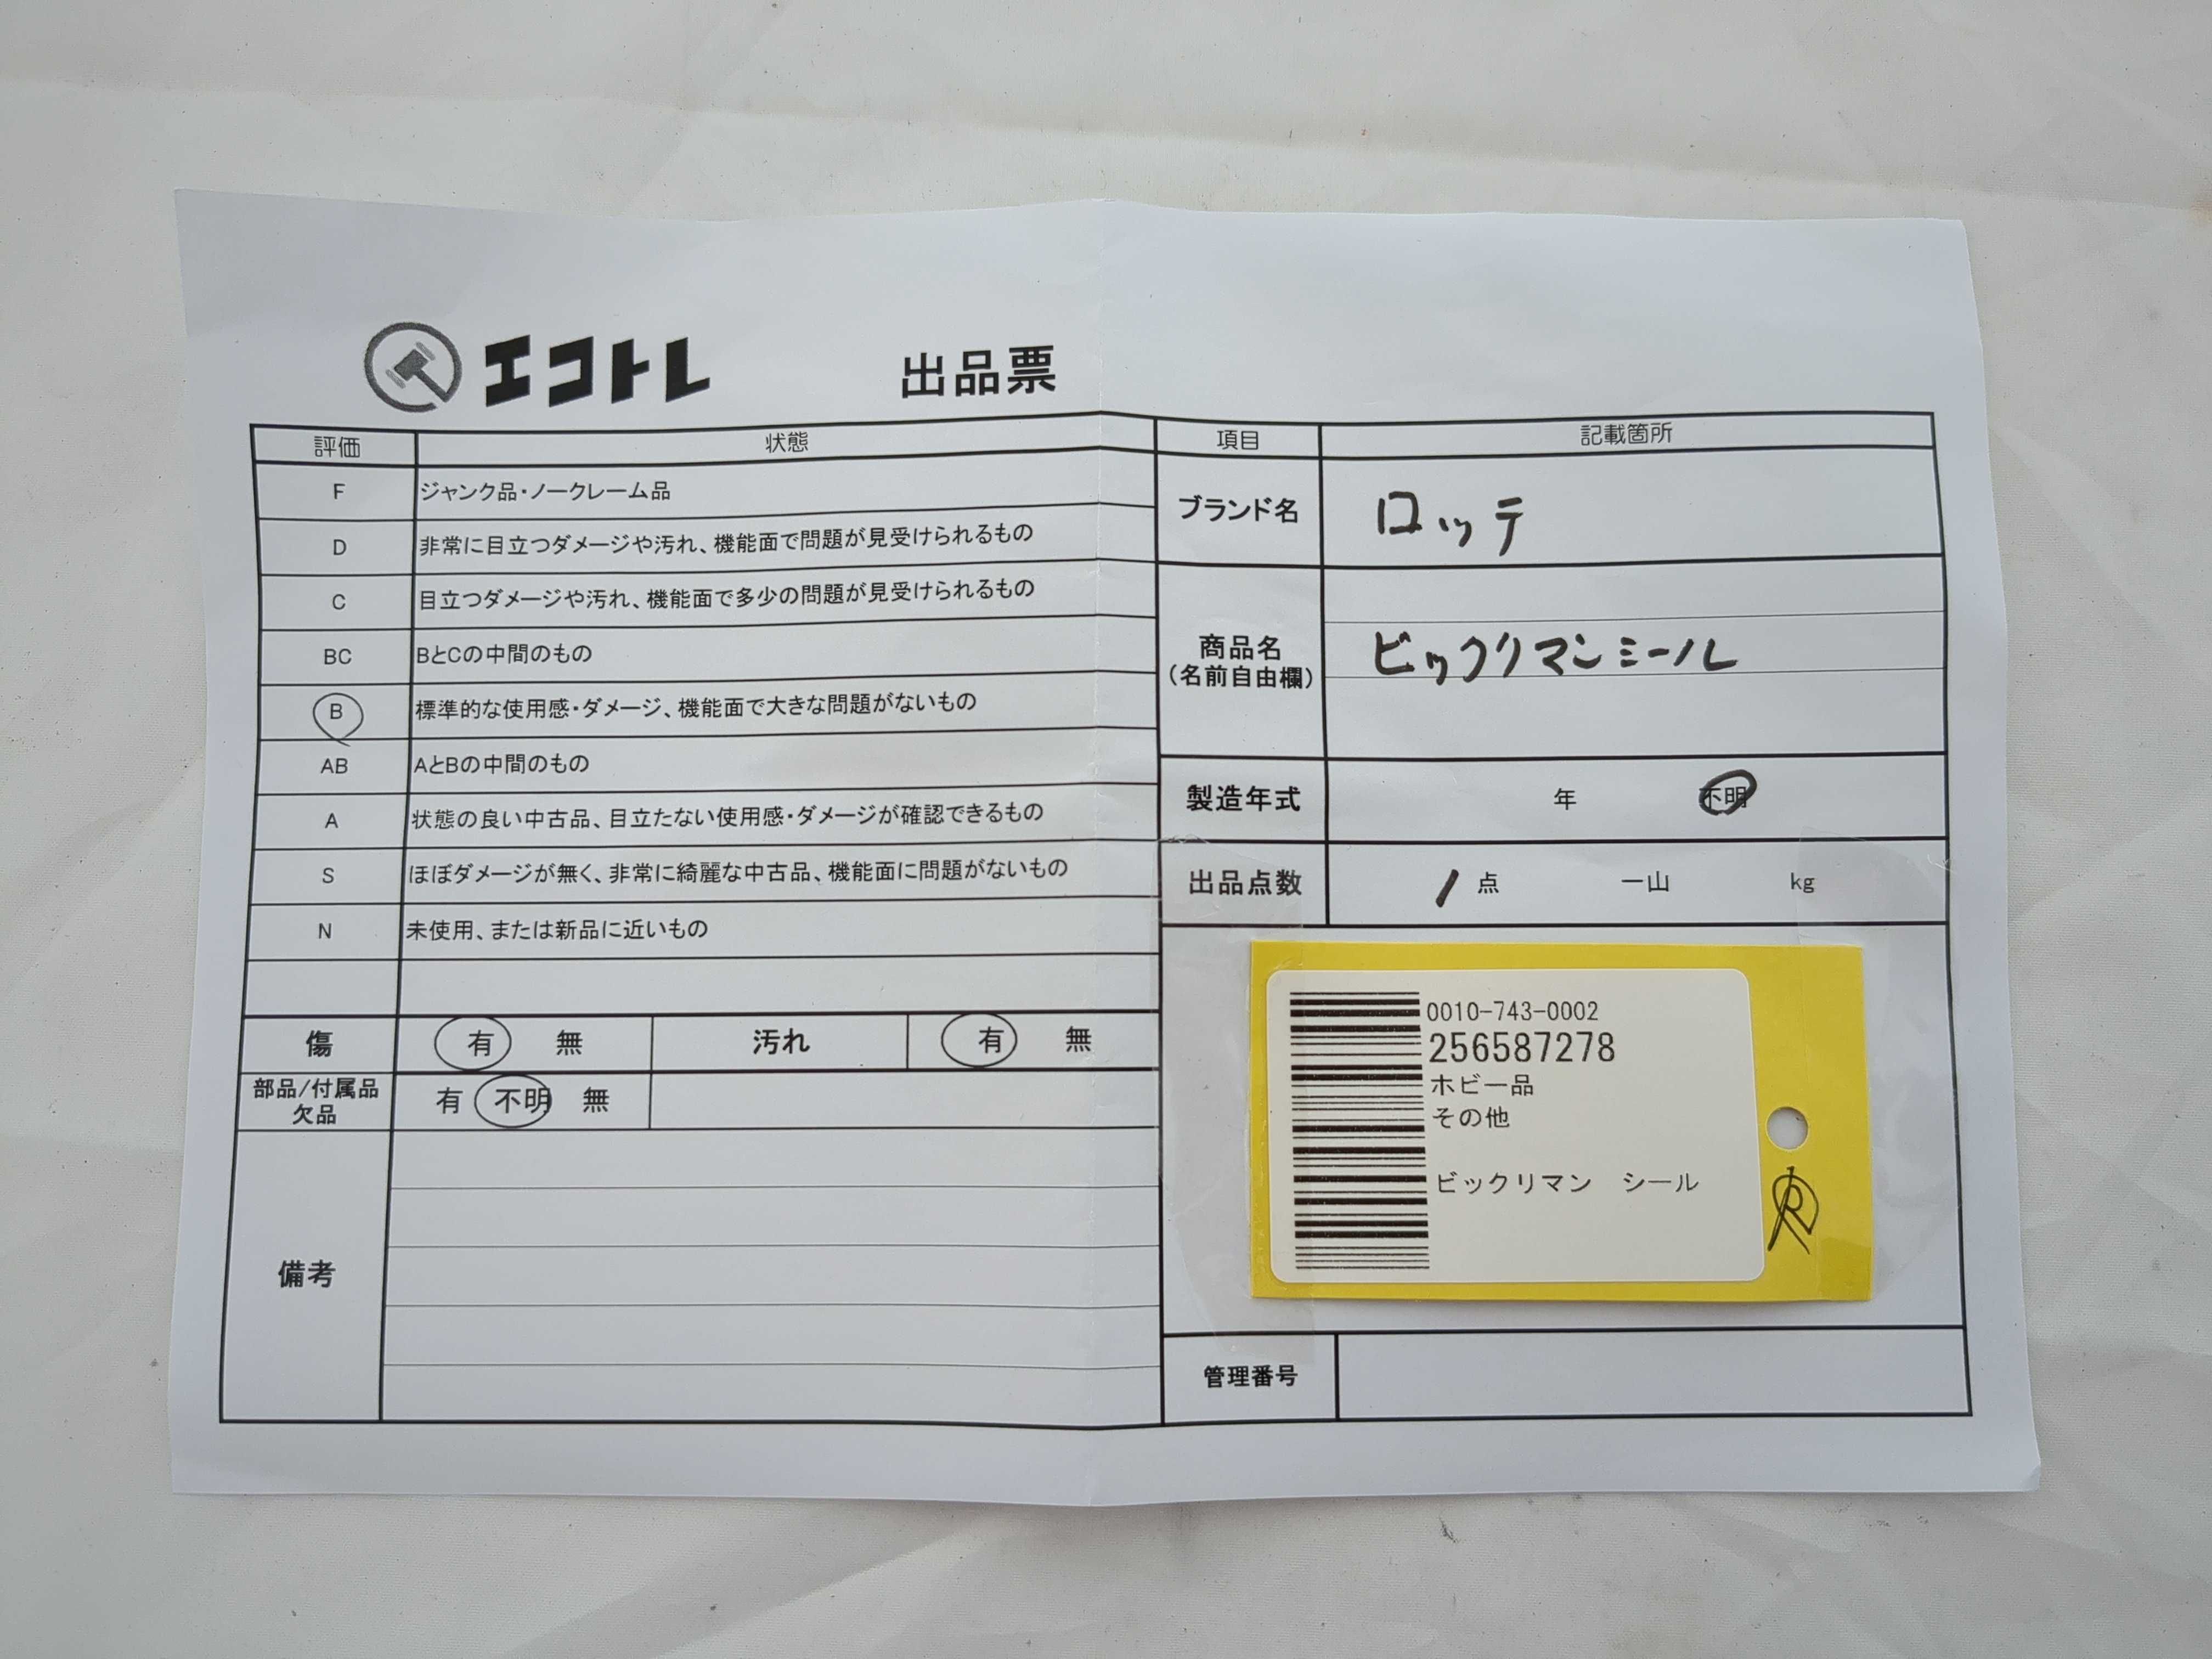 エコトレ 出品票
評価 状態
F ジャンク品・ノークレーム品
D 非常に目立つダメージや汚れ、機能面で問題が見受けられるもの
C 目立つダメージや汚れ、機能面で多少の問題が見受けられるもの
BC BとCの中間のもの
B 標準的な使用感・ダメージ、機能面で大きな問題がないもの
AB AとBの中間のもの
A 状態の良い中古品、目立たない使用感・ダメージが確認できるもの
S ほぼダメージが無く、非常に綺麗な中古品、機能面に問題がないもの
N 未使用、または新品に近いもの
傷 有 無 汚れ 有 無
部品/付属品
欠品
有 不明 無
備考
項目 記載箇所
ブランド名 ロッテ
商品名
(名前自由欄)
ビックリマンシール
製造年式 年 不明
出品点数 1 点 一山 kg
0010-743-0002
256587278
ホビー品
その他
ビックリマン シール
管理番号